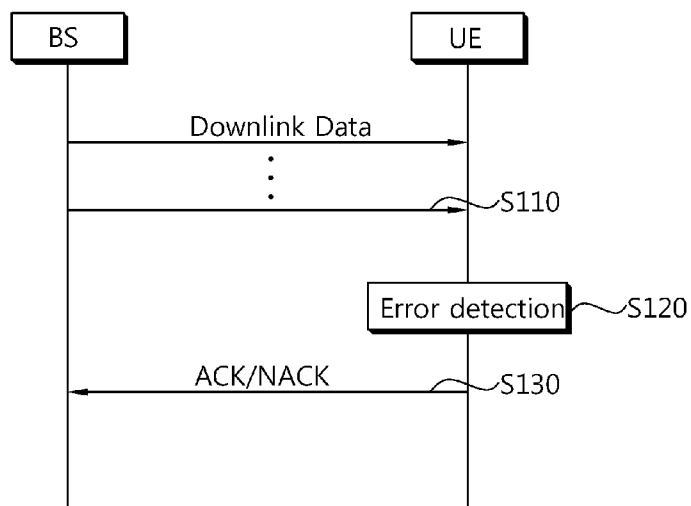 BS
UE
Downlink Data
S110
Error detection
S120
ACK/NACK
S130